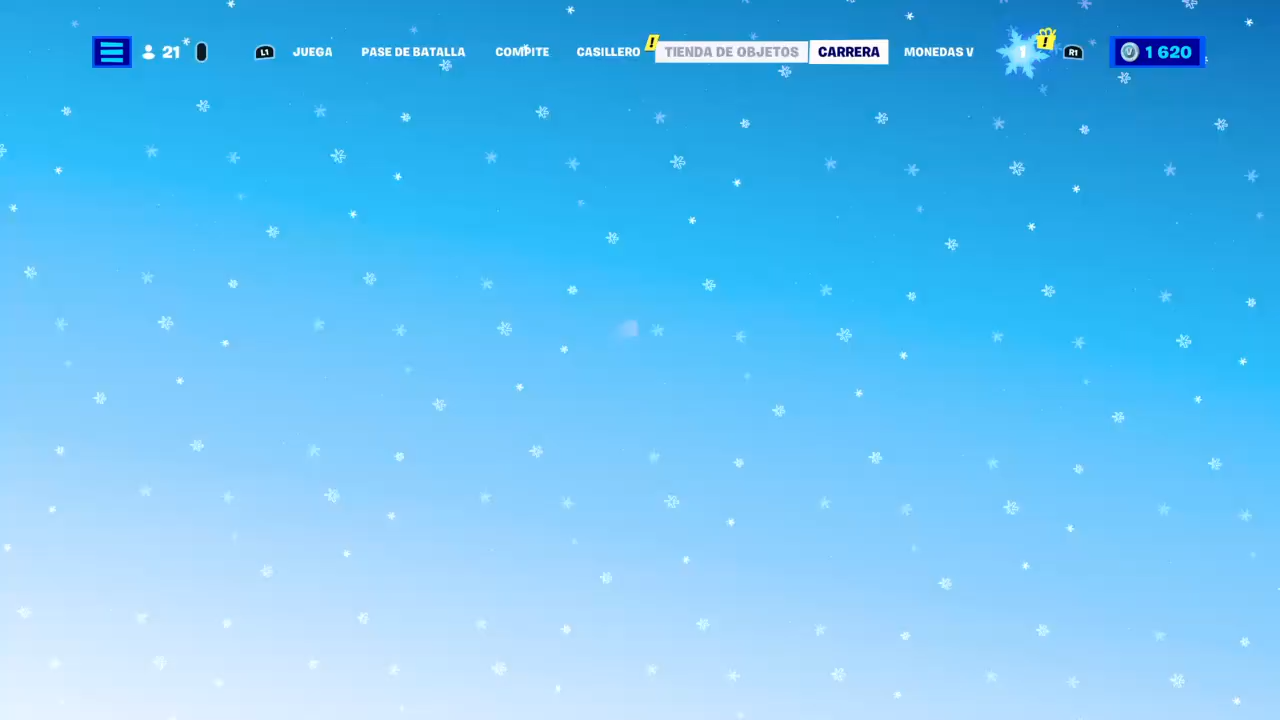 21
L1
JUEGA
PASE DE BATALLA
COMPITE
CASILLERO
!
TIENDA DE OBJETOS
CARRERA
MONEDAS V
1
!
R1
1 620